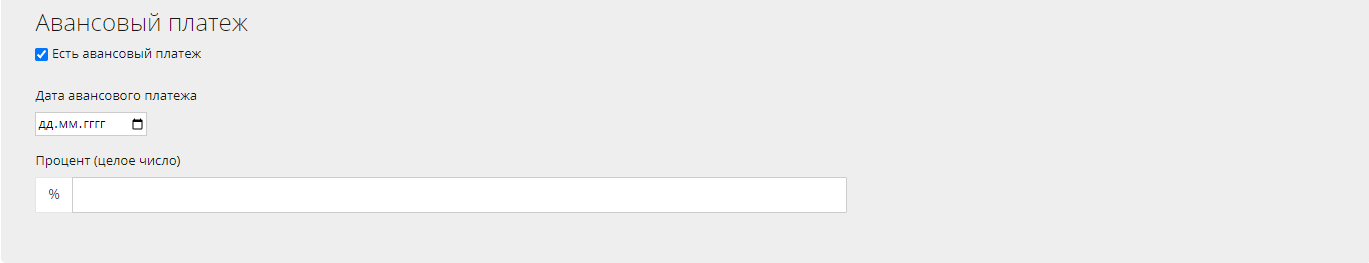 Авансовый платеж
Есть авансовый платеж
Дата авансового платежа
дд.мм.гггг
Процент (целое число)
%